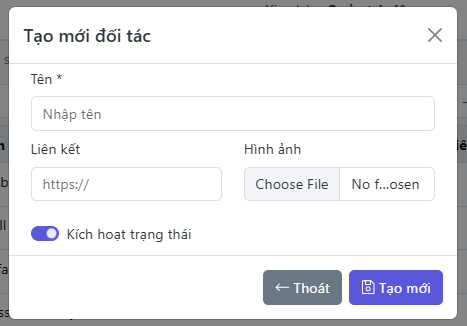 Tạo mới đối tác
Tên *
Nhập tên
Liên kết
Hình ảnh
https://
Choose File No f...osen
Kích hoạt trạng thái
Thoát
Tạo mới